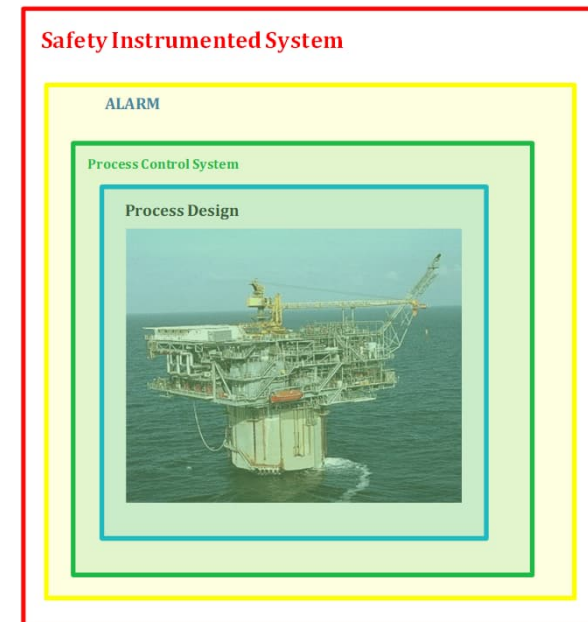 Safety Instrumented System
ALARM
Process Control System
Process Design